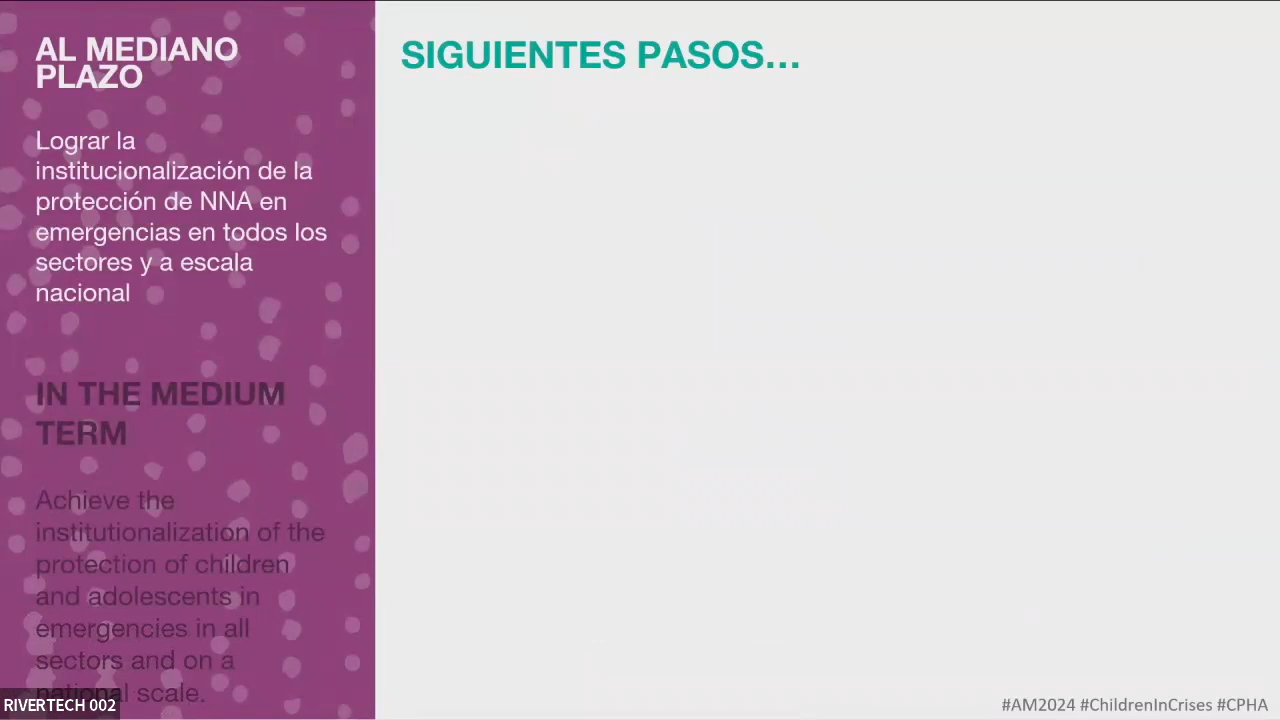 AL MEDIANO
PLAZO
Lograr la
institucionalización de la
protección de NNA en
emergencias en todos los
sectores y a escala
nacional
IN THE MEDIUM
TERM
Achieve the
institutionalization of the
protection of children
and adolescents in
emergencies in all
sectors and on a
national scale.
RIVERTECH 002
SIGUIENTES PASOS...
#AM2024 #ChildrenInCrises #CPHA